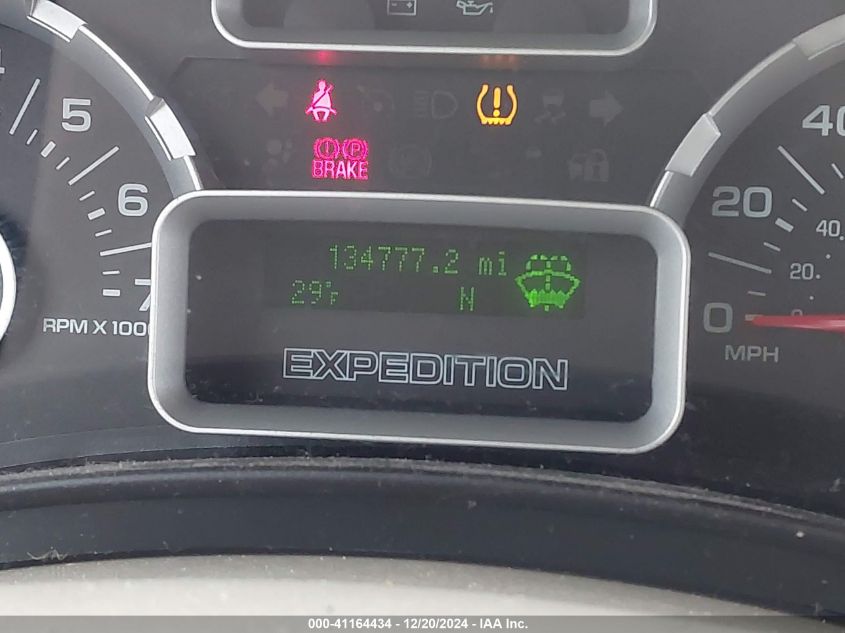 BRAKE
5
6
7
RPM X 1000
134777.2 mi
29°F N
EXPEDITION
40
20
0
40
20
0
MPH
000-41164434 - 12/20/2024 - IAA Inc.